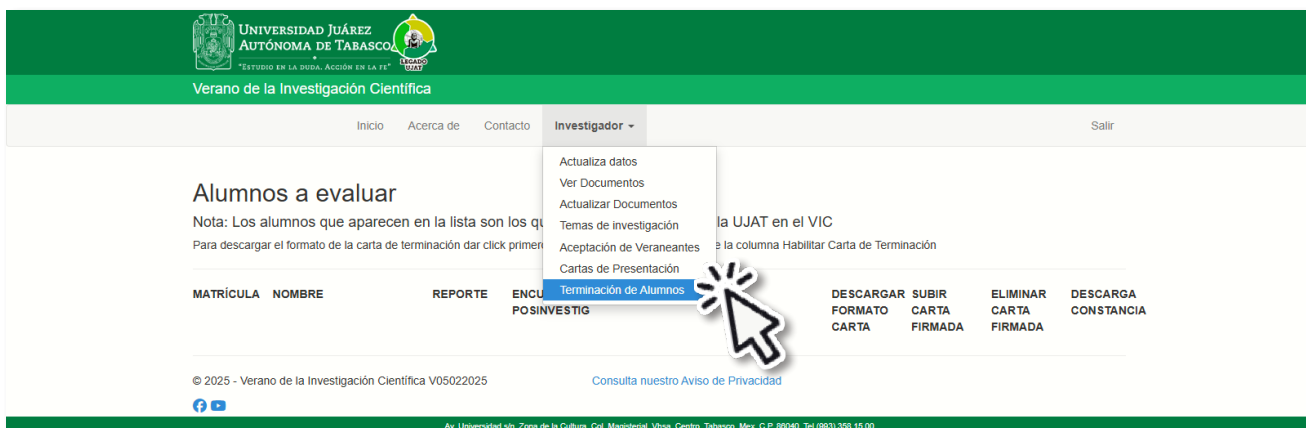 UNIVERSIDAD JUÁREZ
AUTÓNOMA DE TABASCO
"ESTUDIO EN LA DUDA. ACCIÓN EN LA FE"
LEGADO
UJAT
Verano de la Investigación Científica
Inicio Acerca de Contacto Investigador Salir
Actualiza datos
Ver Documentos
Actualizar Documentos
Temas de investigación
Aceptación de Veraneantes
Cartas de Presentación
Terminación de Alumnos
Alumnos a evaluar
Nota: Los alumnos que aparecen en la lista son los la UJAT en el VIC
Para descargar el formato de la carta de terminación dar click la columna Habilitar Carta de Terminación
MATRÍCULA NOMBRE REPORTE DESCARGAR SUBIR ELIMINAR DESCARGA
POSINVESTIG FORMATO CARTA CARTA CONSTANCIA
CARTA FIRMADA FIRMADA
© 2025 - Verano de la Investigación Científica V05022025 Consulta nuestro Aviso de Privacidad
Av. Universidad s/n, Zona de la Cultura, Col. Magisterial, Vhsa, Centro, Tabasco, Mex. C.P. 86040. Tel (993) 358 15 00